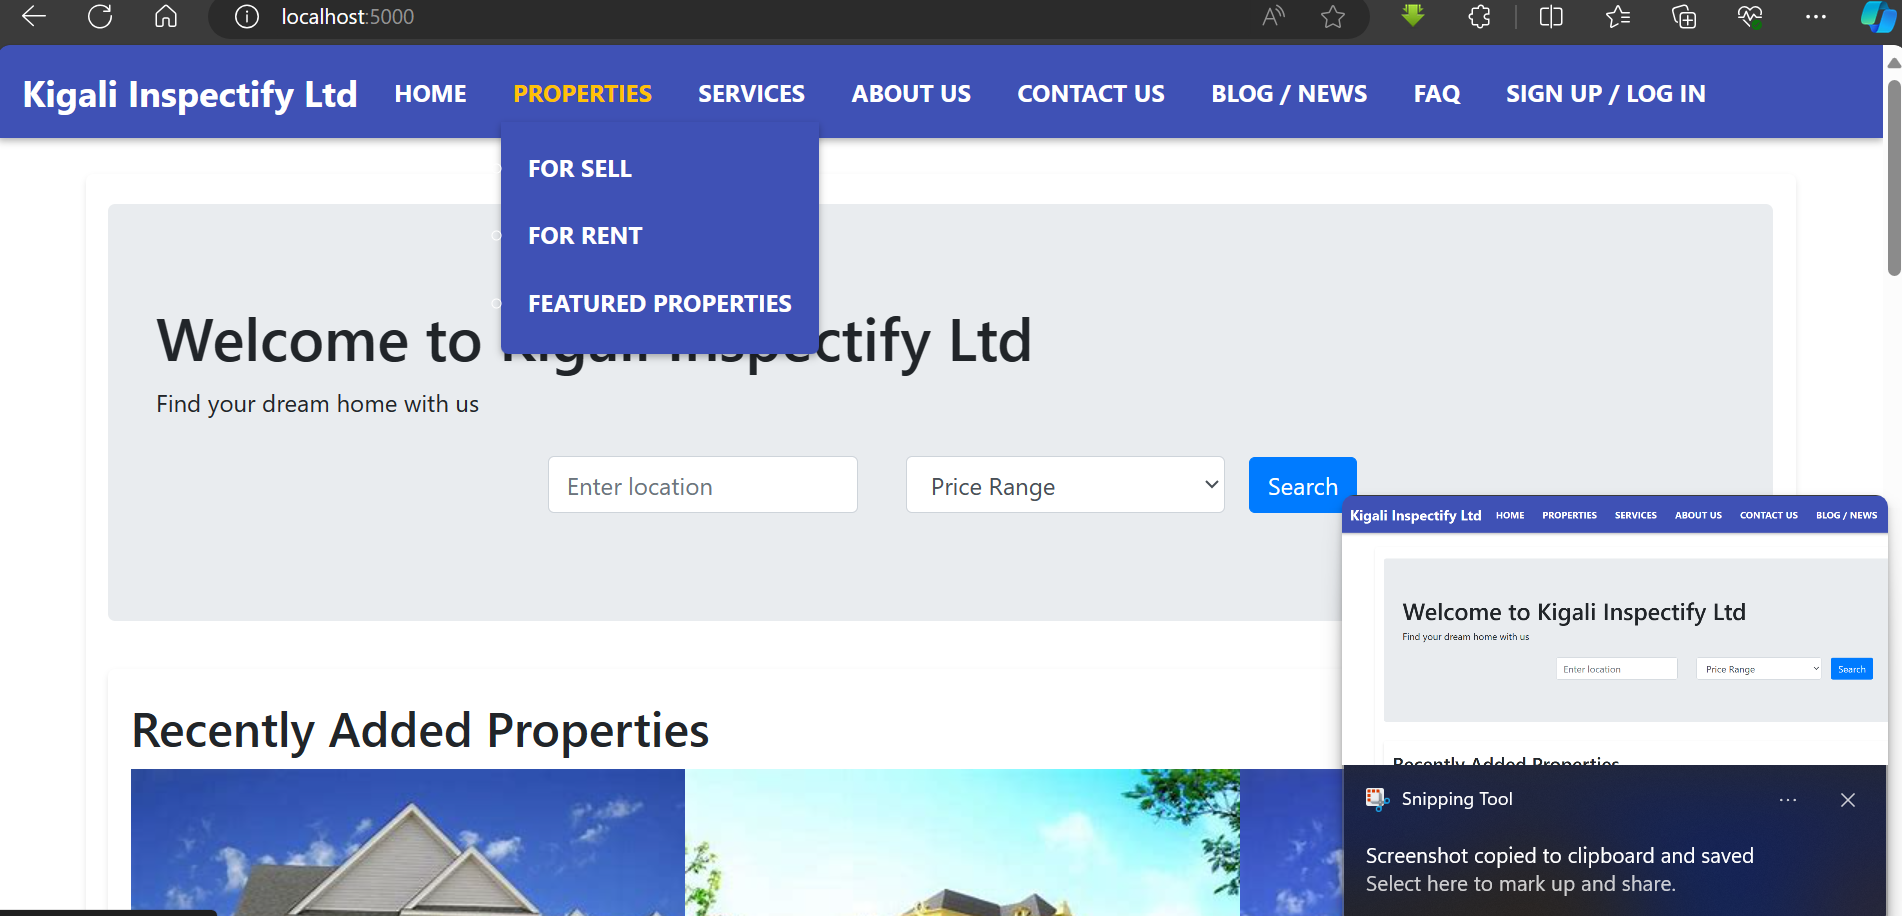 localhost:5000
Kigali Inspectify Ltd HOME PROPERTIES SERVICES ABOUT US CONTACT US BLOG / NEWS FAQ SIGN UP / LOG IN
FOR SELL
FOR RENT
FEATURED PROPERTIES
Welcome to Kigali Inspectify Ltd
Find your dream home with us
Enter location Price Range Search
Recently Added Properties
Kigali Inspectify Ltd HOME PROPERTIES SERVICES ABOUT US CONTACT US BLOG / NEWS
Welcome to Kigali Inspectify Ltd
Find your dream home with us
Enter location Price Range Search
Recently Added Properties
Snipping Tool
Screenshot copied to clipboard and saved
Select here to mark up and share.